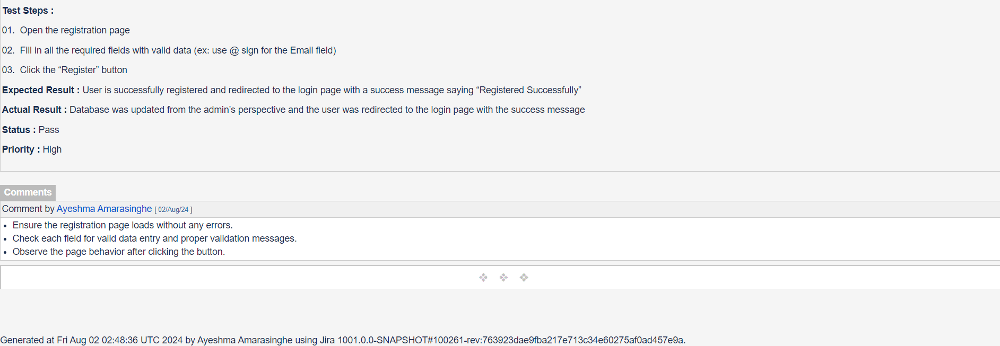 Test Steps :
01. Open the registration page
02. Fill in all the required fields with valid data (ex: use @ sign for the Email field)
03. Click the “Register” button
Expected Result : User is successfully registered and redirected to the login page with a success message saying “Registered Successfully”
Actual Result : Database was updated from the admin’s perspective and the user was redirected to the login page with the success message
Status : Pass
Priority : High
Comments
Comment by Ayeshma Amarasinghe [ 02/Aug/24 ]
• Ensure the registration page loads without any errors.
• Check each field for valid data entry and proper validation messages.
• Observe the page behavior after clicking the button.
Generated at Fri Aug 02 02:48:36 UTC 2024 by Ayeshma Amarasinghe using Jira 1001.0.0-SNAPSHOT#100261-rev:763923dae9fba217e713c34e60275af0ad457e9a.